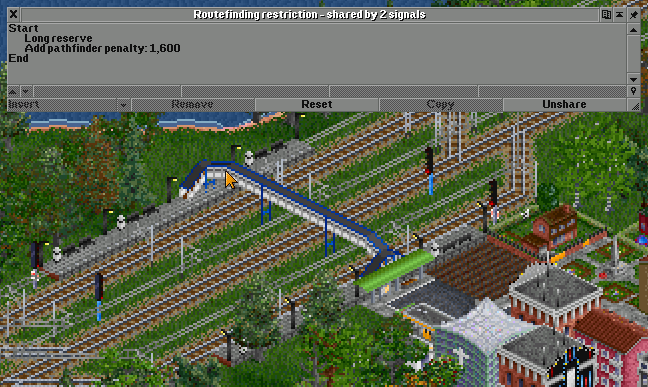 Routefinding restriction - shared by 2 signals
Start
Long reserve
Add pathfinder penalty: 1,600
End
Insert
Remove
Reset
Copy
Unshare